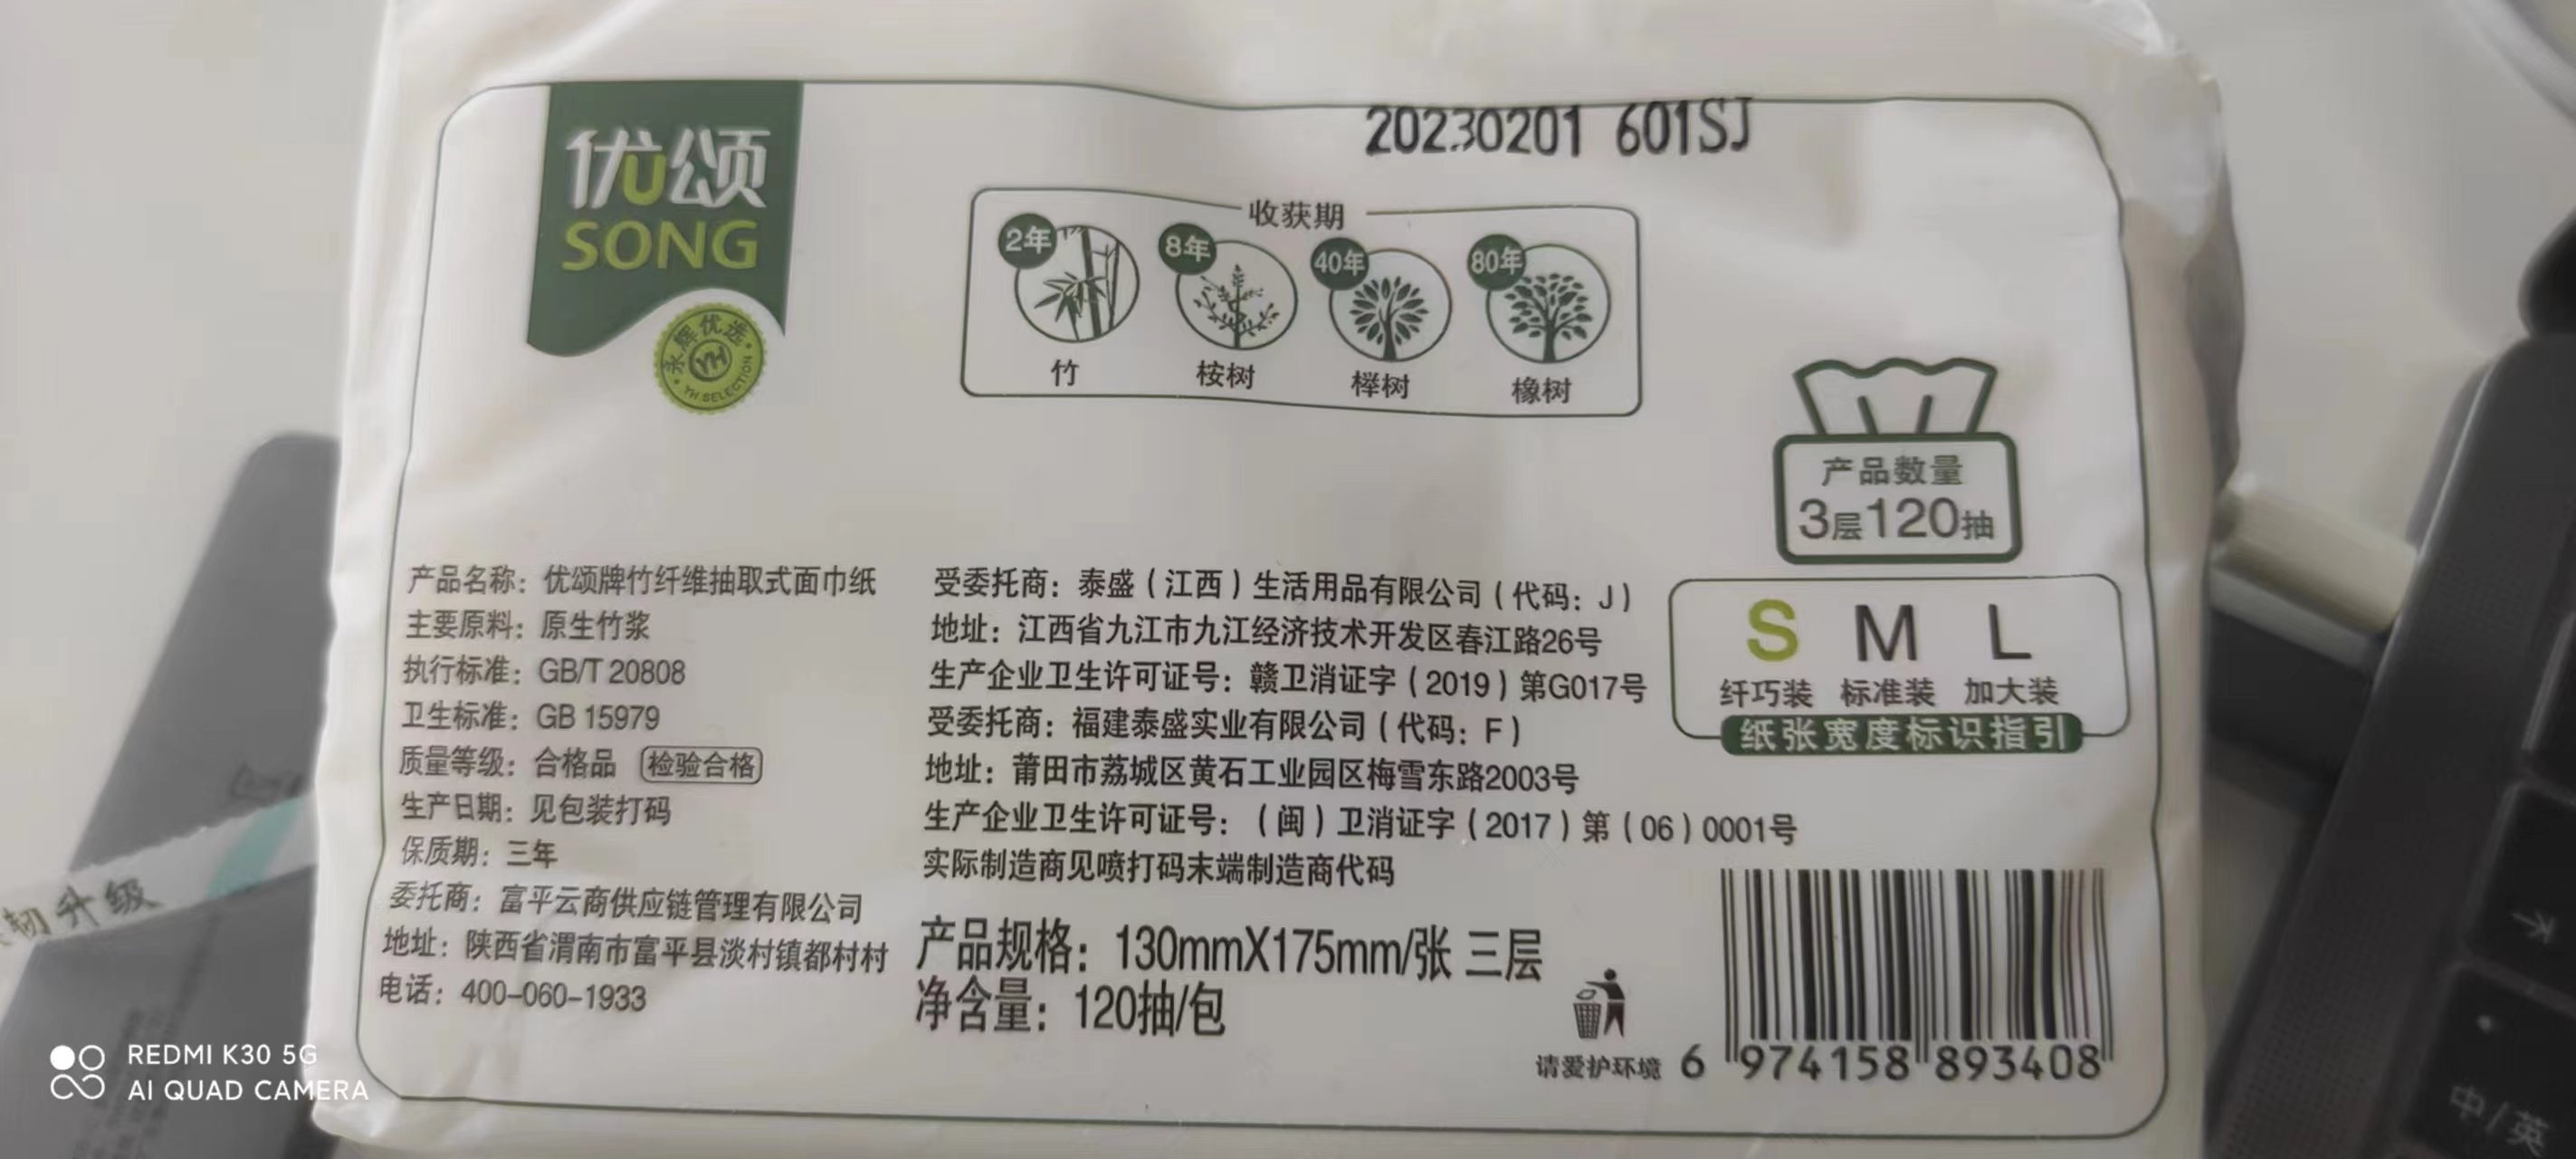 优颂
SONG
永辉优选
YH
YH SELECTION
20230201 601SJ
收获期
2年 8年 40年 80年
竹 桉树 榉树 橡树
产品数量
3层120抽
S M L
纤巧装 标准装 加大装
纸张宽度标识指引
产品名称：优颂牌竹纤维抽取式面巾纸
主要原料：原生竹浆
执行标准：GB/T 20808
卫生标准：GB 15979
质量等级：合格品 检验合格
生产日期：见包装打码
保质期：三年
委托商：富平云商供应链管理有限公司
地址：陕西省渭南市富平县淡村镇都村村
电话：400-060-1933
受委托商：泰盛（江西）生活用品有限公司（代码：J）
地址：江西省九江市九江经济技术开发区春江路26号
生产企业卫生许可证号：赣卫消证字（2019）第G017号
受委托商：福建泰盛实业有限公司（代码：F）
地址：莆田市荔城区黄石工业园区梅雪东路2003号
生产企业卫生许可证号：（闽）卫消证字（2017）第（06）0001号
实际制造商见喷打码末端制造商代码
产品规格：130mmX175mm/张 三层
净含量：120抽/包
请爱护环境
6 974158 893408
韧升级
中/英
REDMI K30 5G
AI QUAD CAMERA